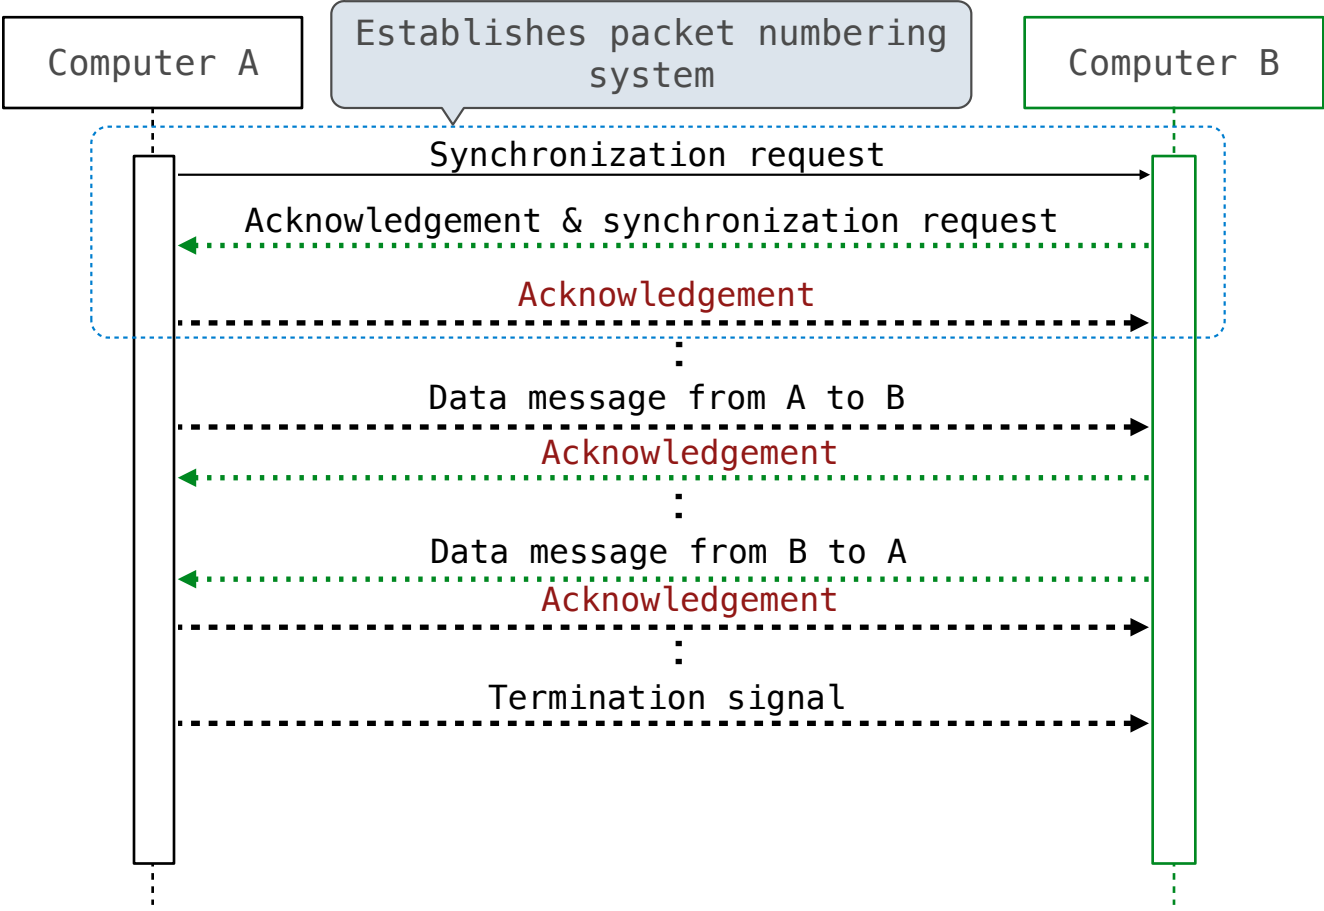 Establishes packet numbering
system
Computer A
Computer B
Synchronization request
Acknowledgement & synchronization request
Acknowledgement
Data message from A to B
Acknowledgement
Data message from B to A
Acknowledgement
Termination signal